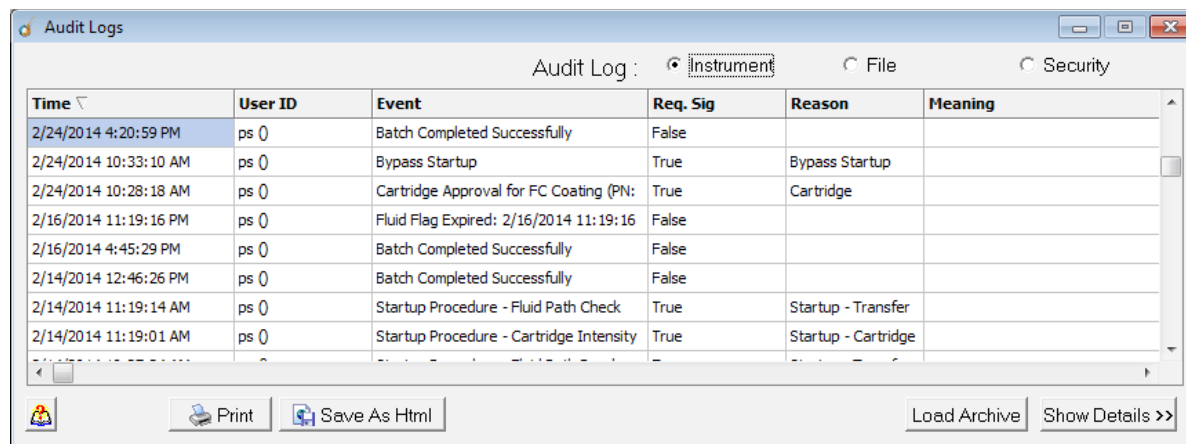 Audit Logs
Audit Log : Instrument File Security
Time User ID Event Req. Sig Reason Meaning
2/24/2014 4:20:59 PM ps () Batch Completed Successfully False
2/24/2014 10:33:10 AM ps () Bypass Startup True Bypass Startup
2/24/2014 10:28:18 AM ps () Cartridge Approval for FC Coating (PN: True Cartridge
2/16/2014 11:19:16 PM ps () Fluid Flag Expired: 2/16/2014 11:19:16 False
2/16/2014 4:45:29 PM ps () Batch Completed Successfully False
2/14/2014 12:46:26 PM ps () Batch Completed Successfully False
2/14/2014 11:19:14 AM ps () Startup Procedure - Fluid Path Check True Startup - Transfer
2/14/2014 11:19:01 AM ps () Startup Procedure - Cartridge Intensity True Startup - Cartridge
Print Save As Html Load Archive Show Details >>